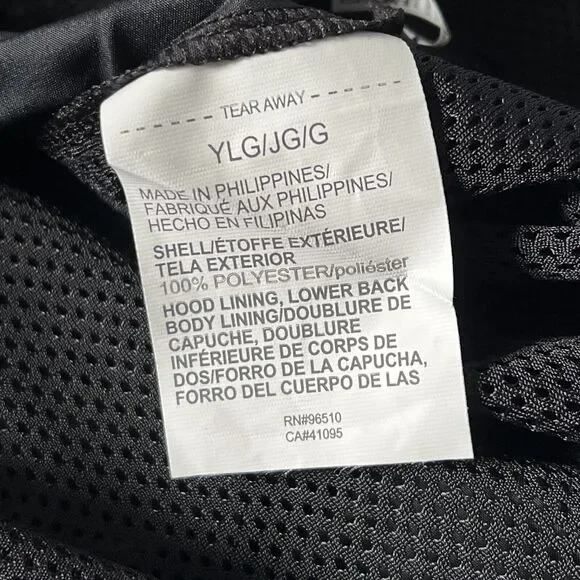 - - - - - - TEAR AWAY - - - - - -
YLG/JG/G
MADE IN PHILIPPINES/
FABRIQUÉ AUX PHILIPPINES/
HECHO EN FILIPINAS
SHELL/ÉTOFFE EXTÉRIEURE/
TELA EXTERIOR
100% POLYESTER/poliéster
HOOD LINING, LOWER BACK
BODY LINING/DOUBLURE DE
CAPUCHE, DOUBLURE
INFÉRIEURE DE CORPS DE
DOS/FORRO DE LA CAPUCHA,
FORRO DEL CUERPO DE LAS
RN#96510
CA#41095